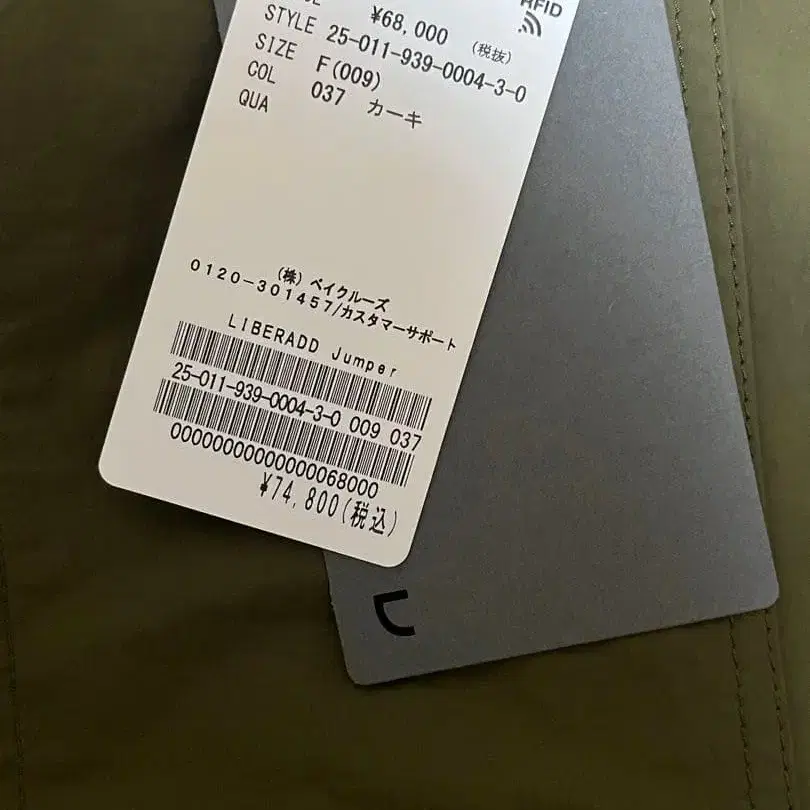 ¥68,000 (税抜)
RFID
STYLE 25-011-939-0004-3-0
SIZE F(009)
COL 037 カーキ
QUA
(株) ベイクルーズ
0120-301457/カスタマーサポート
LIBERADD Jumper
25-011-939-0004-3-0 009 037
00000000000000068000
¥74,800(税込)